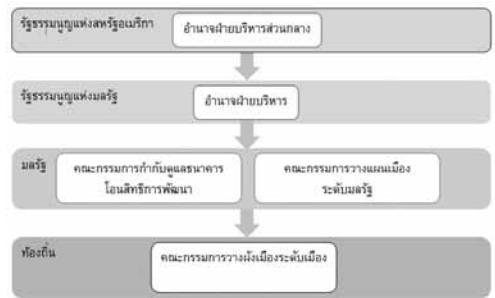 รัฐธรรมนูญแห่งสหรัฐอเมริกา
อำนาจฝ่ายบริหารส่วนกลาง
รัฐธรรมนูญแห่งมลรัฐ
อำนาจฝ่ายบริหาร
มลรัฐ
คณะกรรมการกำกับดูแลธนาคาร
โอนสิทธิการพัฒนา
คณะกรรมการวางแผนเมือง
ระดับมลรัฐ
ท้องถิ่น
คณะกรรมการวางผังเมืองระดับเมือง